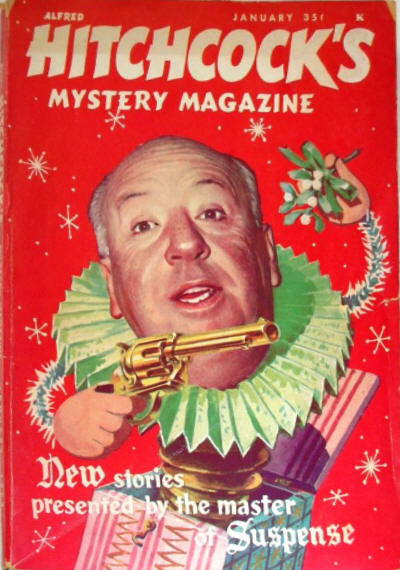 JANUARY 35¢ K
ALFRED
HITCHCOCK'S
MYSTERY MAGAZINE
New stories
presented by the master
of Suspense